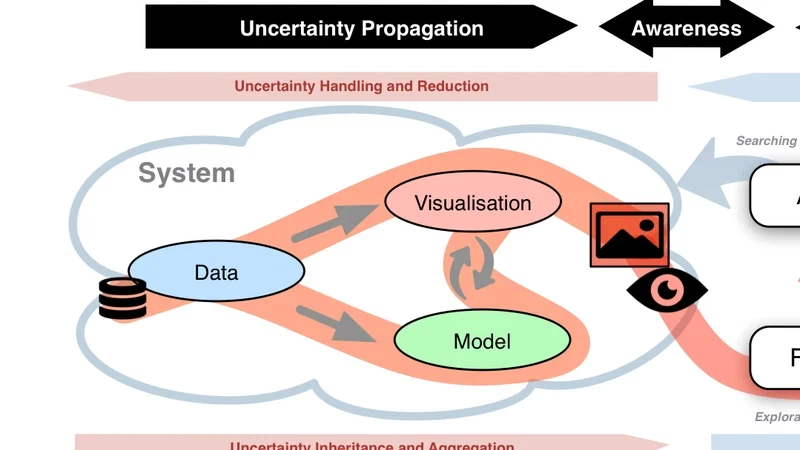 Uncertainty Propagation
Awareness
Uncertainty Handling and Reduction
Searching
System
Visualisation
Data
Model
Uncertainty Inheritance and Aggregation